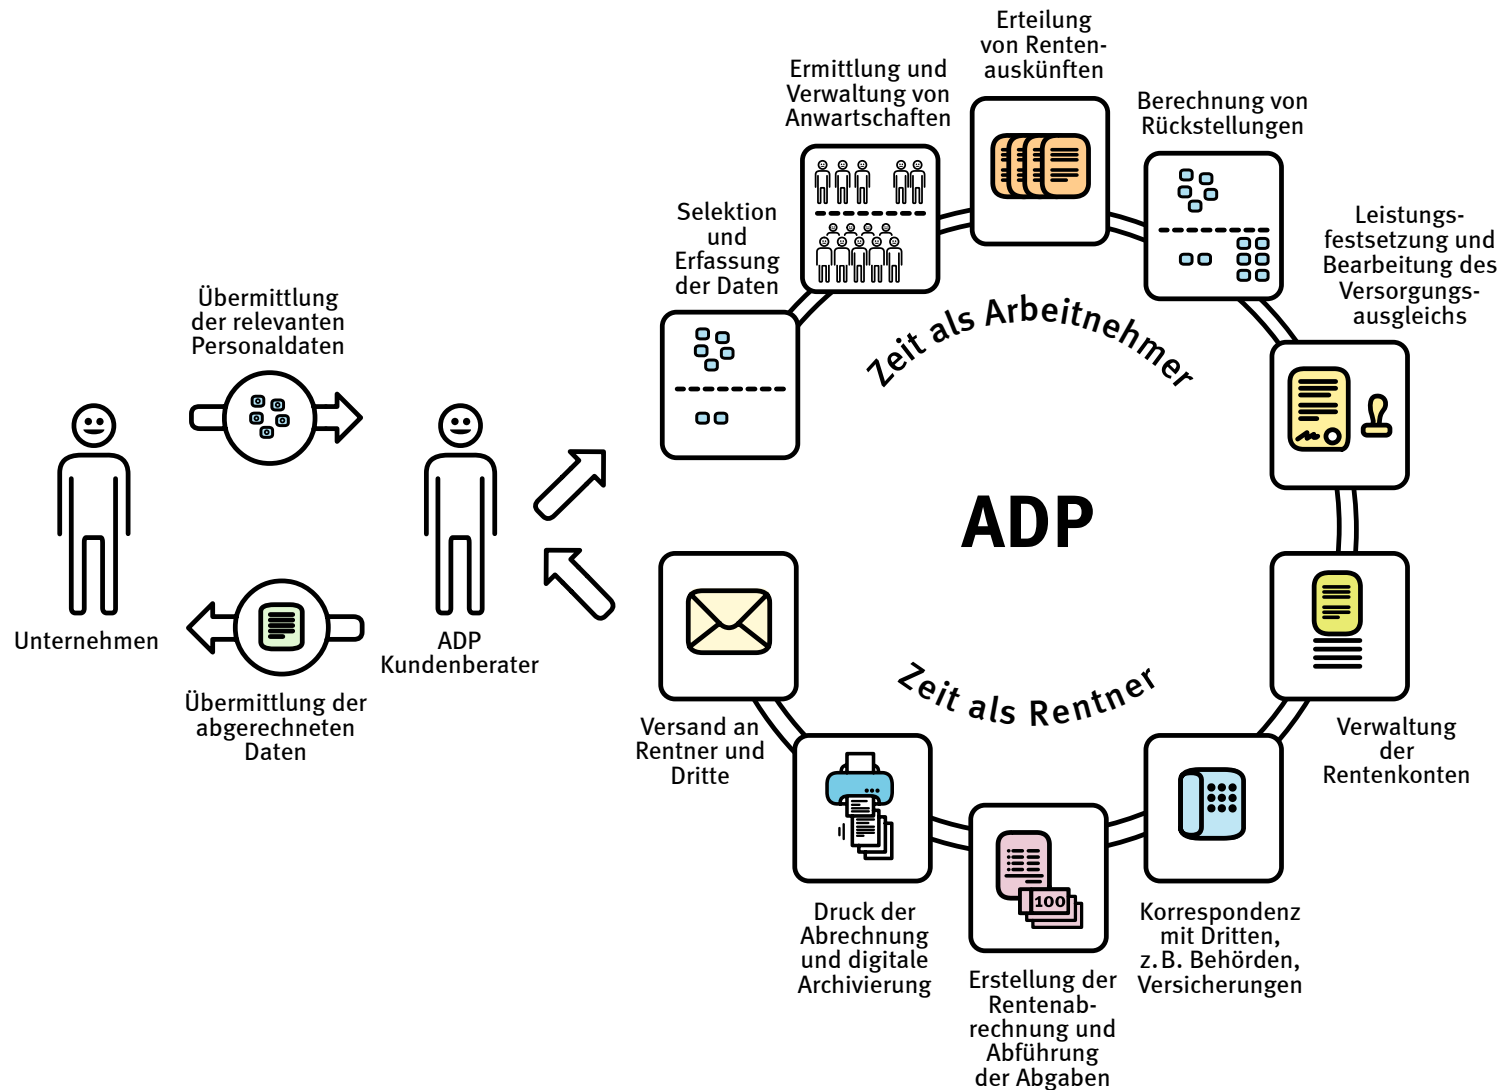 Übermittlung
der relevanten
Personaldaten
Unternehmen
ADP
Kundenberater
Übermittlung der
abgerechneten
Daten
Selektion
und
Erfassung
der Daten
Ermittlung und
Verwaltung von
Anwartschaften
Erteilung
von Renten-
auskünften
Berechnung von
Rückstellungen
Leistungs-
festsetzung und
Bearbeitung des
Versorgungs-
ausgleichs
Zeit als Arbeitnehmer
ADP
Zeit als Rentner
Verwaltung
der
Rentenkonten
Korrespondenz
mit Dritten,
z.B. Behörden,
Versicherungen
100
Erstellung der
Rentenab-
rechnung und
Abführung
der Abgaben
Druck der
Abrechnung
und digitale
Archivierung
Versand an
Rentner und
Dritte